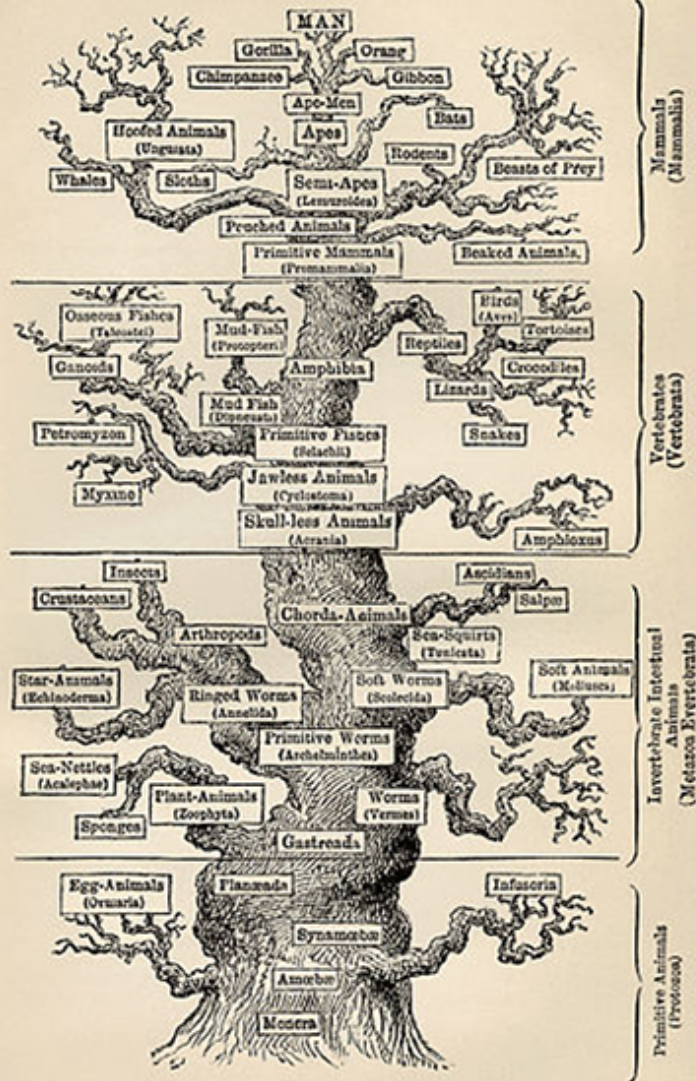 MAN
Gorilla
Orang
Chimpansee
Gibbon
Ape-Men
Bats
Hoofed Animals
(Ungulata)
Apes
Rodents
Whales
Sloths
Semi-Apes
(Lemuroidea)
Beasts of Prey
Pouched Animals
Primitive Mammals
(Promammalia)
Beaked Animals.
Mammals
(Mammalia)
Osseous Fishes
(Teleostei)
Mud-Fish
(Protopteri)
Birds
(Aves)
Tortoises
Reptiles
Ganoids
Amphibia
Crocodiles
Lizards
Mud Fish
(Dipneusta)
Petromyzon
Primitive Fishes
(Selachii)
Snakes
Jawless Animals
(Cyclostoma)
Myxine
Skull-less Animals
(Acrania)
Amphioxus
Vertebrates
(Vertebrata)
Insects
Ascidians
Crustaceans
Salpæ
Chorda-Animals
Arthropods
Sea-Squirts
(Tunicata)
Star-Animals
(Echinoderma)
Ringed Worms
(Annelida)
Soft Worms
(Scolecida)
Soft Animals
(Mollusca)
Primitive Worms
(Archelminthes)
Sea-Nettles
(Acalephae)
Plant-Animals
(Zoophyta)
Worms
(Vermes)
Sponges
Gastreada
Invertebrate Intestinal
Animals
(Metazoa Evertebrata)
Egg-Animals
(Ovularia)
Planæada
Infusoria
Synamœbæ
Amœbæ
Monera
Primitive Animals
(Protozoa)